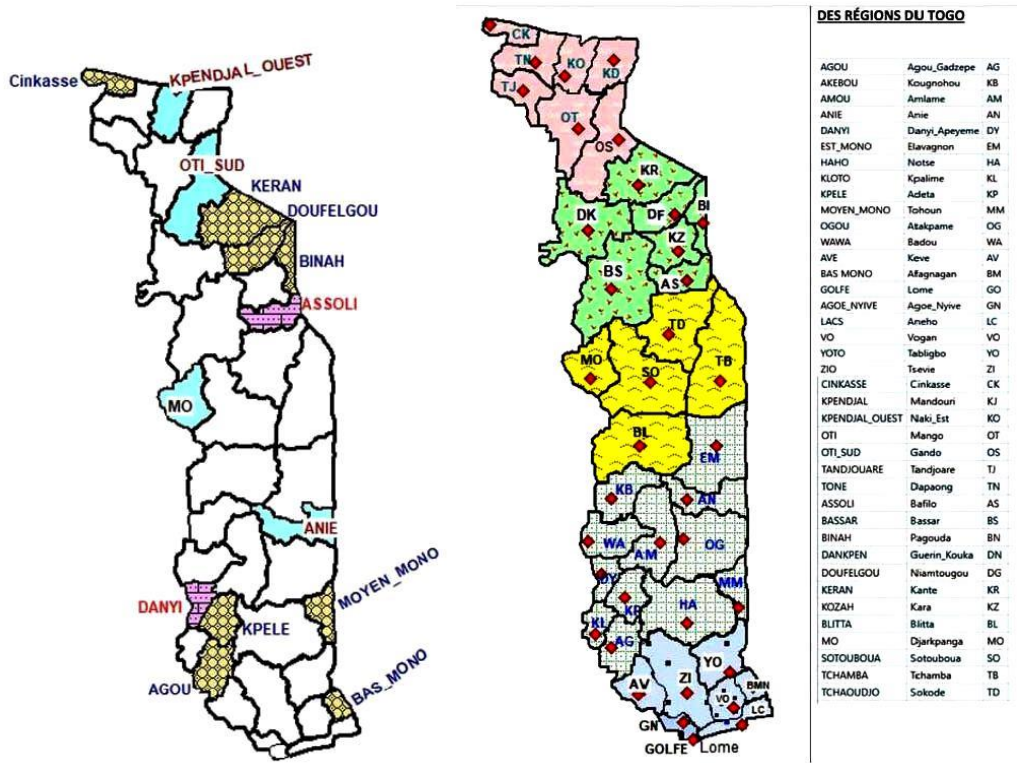 Cinkasse
KPENDJAL_OUEST
OTI_SUD
KERAN
DOUFELGOU
BINAH
ASSOLI
MO
ANIE
DANYI
MOYEN_MONO
KPELE
AGOU
BAS_MONO
CK
TN
KO
KD
TJ
OT
OS
KR
DK
DF
BI
KZ
BS
AS
TD
MO
SO
TB
BL
EM
KB
AN
WA
AM
OG
DY
KP
MM
HA
KL
AG
YO
AV
ZI
BMN
VO
LC
GN
GOLFE Lome
DES RÉGIONS DU TOGO
AGOU Agou_Gadzepe AG
AKEBOU Kougnohou KB
AMOU Amlame AM
ANIE Anie AN
DANYI Danyi_Apeyeme DY
EST_MONO Elavagnon EM
HAHO Notse HA
KLOTO Kpalime KL
KPELE Adeta KP
MOYEN_MONO Tohoun MM
OGOU Atakpame OG
WAWA Badou WA
AVE Keve AV
BAS MONO Afagnagan BM
GOLFE Lome GO
AGOE_NYIVE Agoe_Nyive GN
LACS Aneho LC
VO Vogan VO
YOTO Tabligbo YO
ZIO Tsevie ZI
CINKASSE Cinkasse CK
KPENDJAL Mandouri KJ
KPENDJAL_OUEST Naki_Est KO
OTI Mango OT
OTI_SUD Gando OS
TANDJOUARE Tandjoare TJ
TONE Dapaong TN
ASSOLI Bafilo AS
BASSAR Bassar BS
BINAH Pagouda BN
DANKPEN Guerin_Kouka DN
DOUFELGOU Niamtougou DG
KERAN Kante KR
KOZAH Kara KZ
BLITTA Blitta BL
MO Djarkpanga MO
SOTOUBOUA Sotouboua SO
TCHAMBA Tchamba TB
TCHAOUDJO Sokode TD